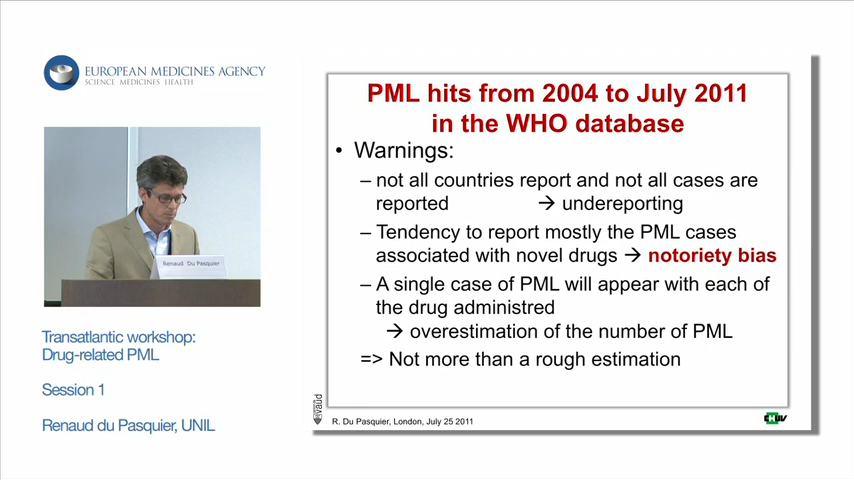 EUROPEAN MEDICINES AGENCY
SCIENCE MEDICINES HEALTH
Renaud Du Pasquier
Transatlantic workshop:
Drug-related PML
Session 1
Renaud du Pasquier, UNIL
PML hits from 2004 to July 2011
in the WHO database
• Warnings:
– not all countries report and not all cases are
reported → undereporting
– Tendency to report mostly the PML cases
associated with novel drugs → notoriety bias
– A single case of PML will appear with each of
the drug administred
→ overestimation of the number of PML
=> Not more than a rough estimation
vaud
R. Du Pasquier, London, July 25 2011